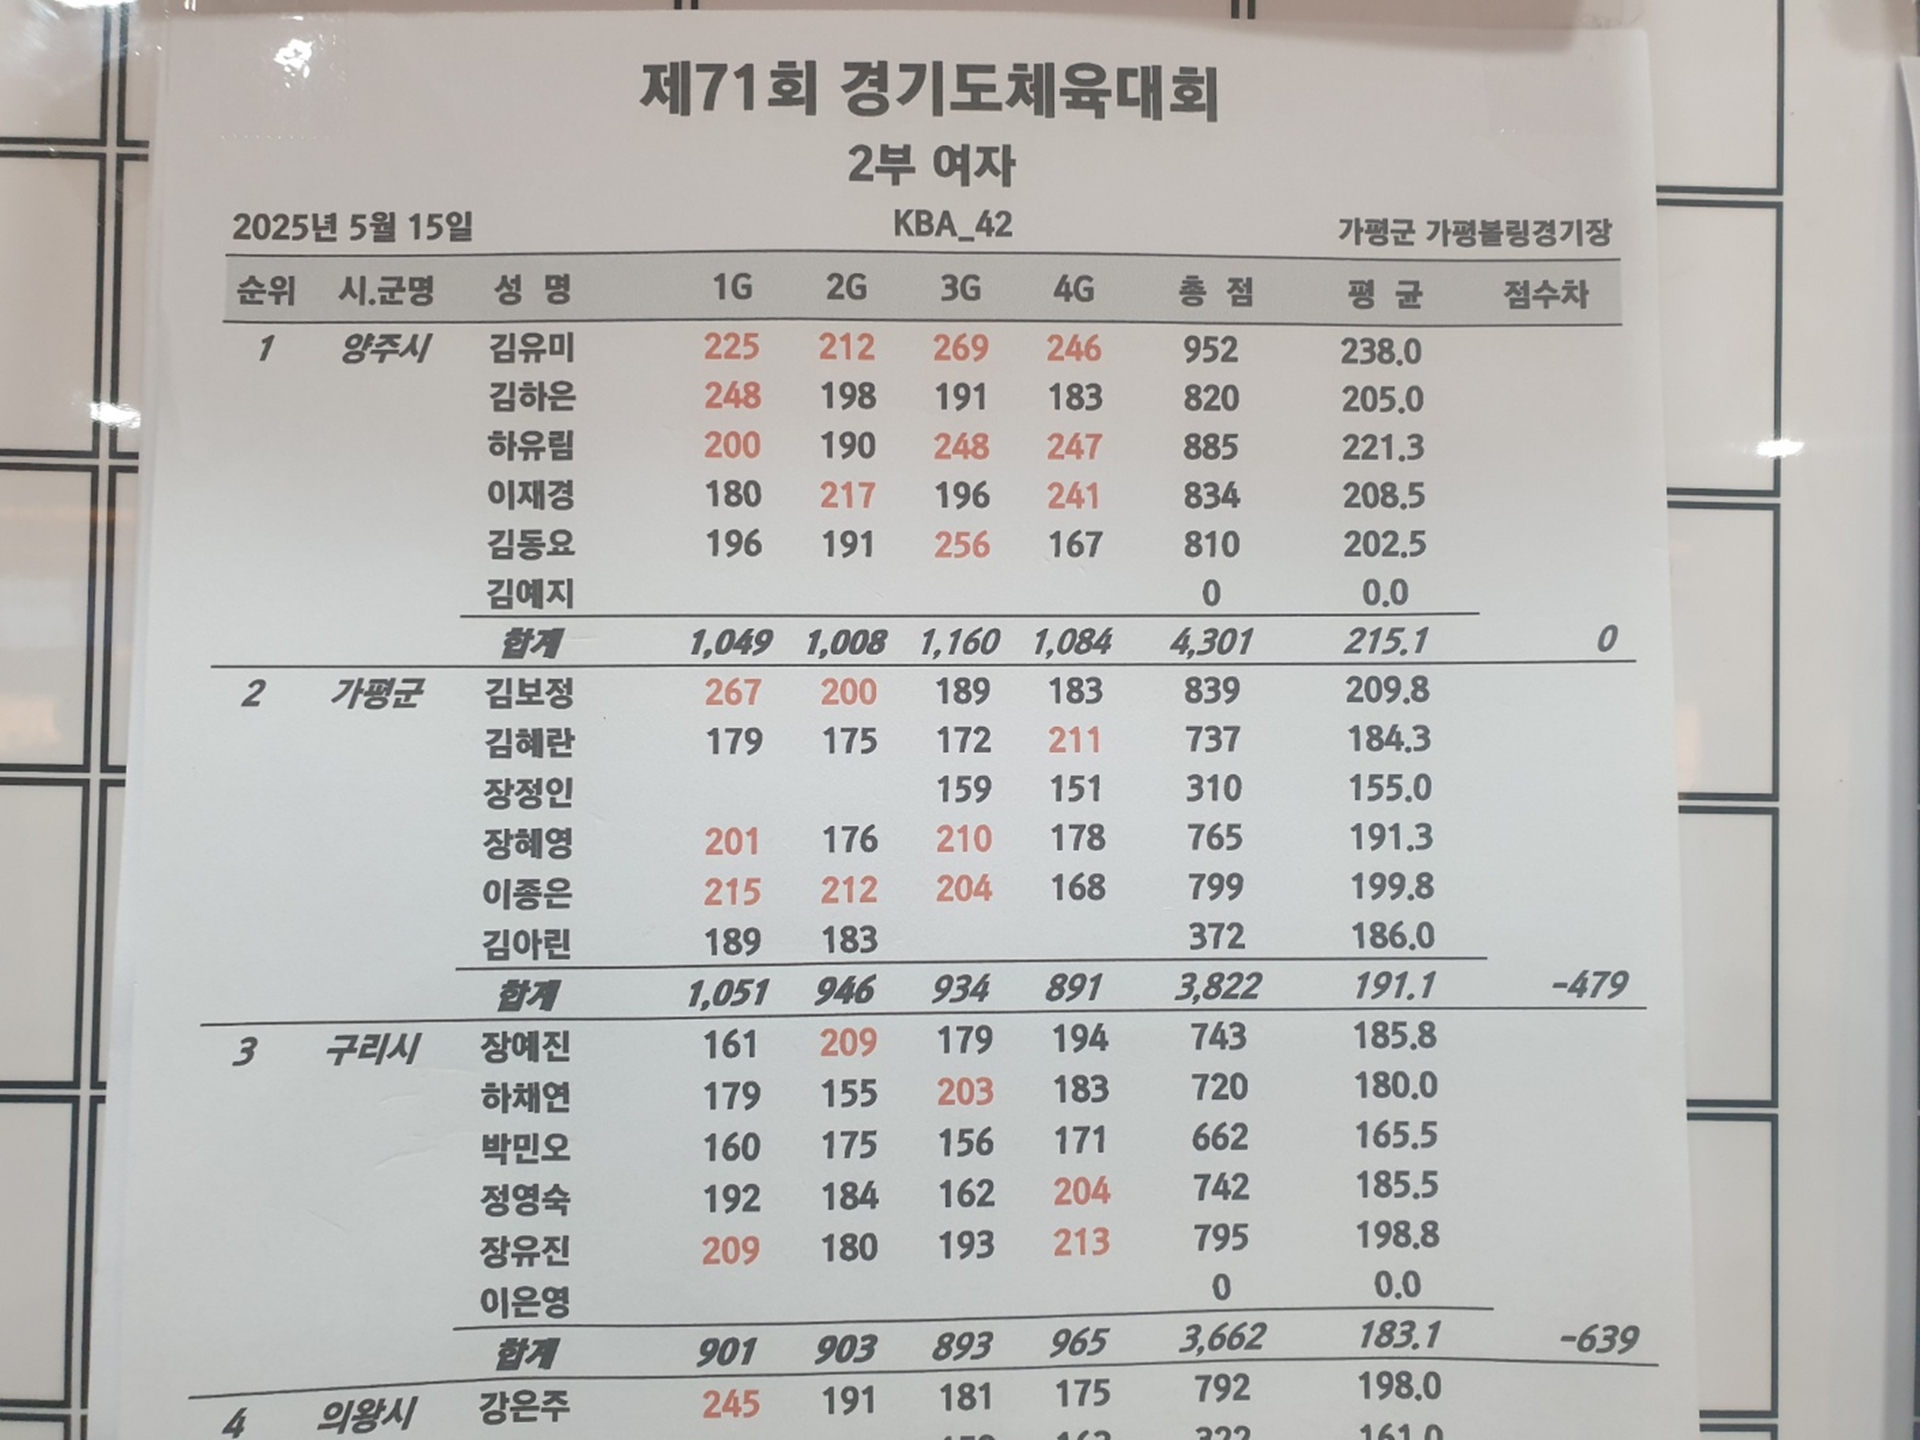 제71회 경기도체육대회
2부 여자
2025년 5월 15일 KBA_42 가평군 가평볼링경기장
순위 시.군명 성 명 1G 2G 3G 4G 총 점 평 균 점수차
1 양주시 김유미 225 212 269 246 952 238.0
김하은 248 198 191 183 820 205.0
하유림 200 190 248 247 885 221.3
이재경 180 217 196 241 834 208.5
김동요 196 191 256 167 810 202.5
김예지 0 0.0
합계 1,049 1,008 1,160 1,084 4,301 215.1 0
2 가평군 김보정 267 200 189 183 839 209.8
김혜란 179 175 172 211 737 184.3
장정인 159 151 310 155.0
장혜영 201 176 210 178 765 191.3
이종은 215 212 204 168 799 199.8
김아린 189 183 372 186.0
합계 1,051 946 934 891 3,822 191.1 -479
3 구리시 장예진 161 209 179 194 743 185.8
하채연 179 155 203 183 720 180.0
박민오 160 175 156 171 662 165.5
정영숙 192 184 162 204 742 185.5
장유진 209 180 193 213 795 198.8
이은영 0 0.0
합계 901 903 893 965 3,662 183.1 -639
4 의왕시 강은주 245 191 181 175 792 198.0
322 161.0